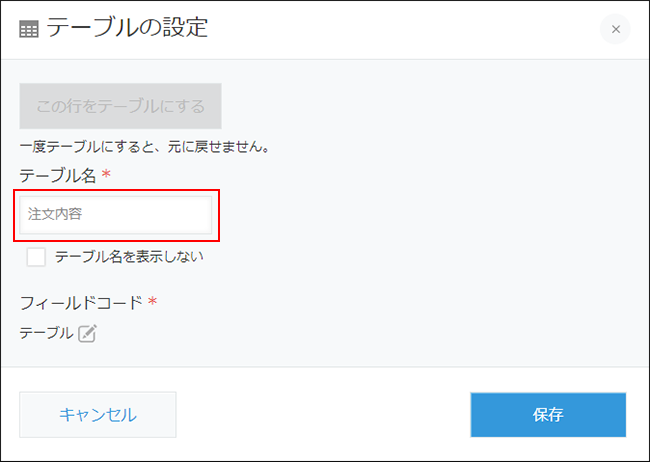 テーブルの設定
この行をテーブルにする
一度テーブルにすると、元に戻せません。
テーブル名 *
注文内容
テーブル名を表示しない
フィールドコード *
テーブル
キャンセル
保存